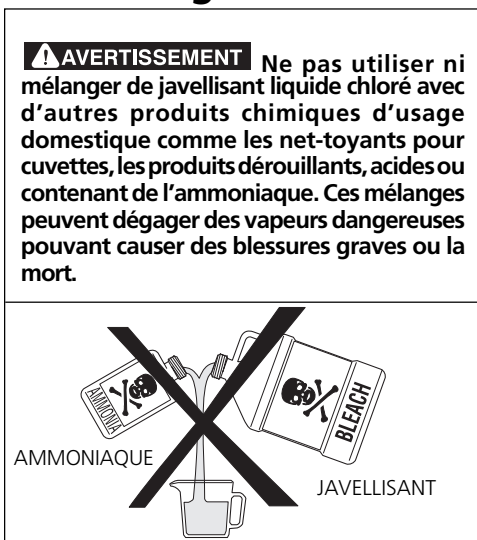 AVERTISSEMENT Ne pas utiliser ni
mélanger de javellisant liquide chloré avec
d'autres produits chimiques d'usage
domestique comme les net-toyants pour
cuvettes, les produits dérouillants, acides ou
contenant de l'ammoniaque. Ces mélanges
peuvent dégager des vapeurs dangereuses
pouvant causer des blessures graves ou la
mort.
AMMONIA
BLEACH
AMMONIAQUE
JAVELLISANT